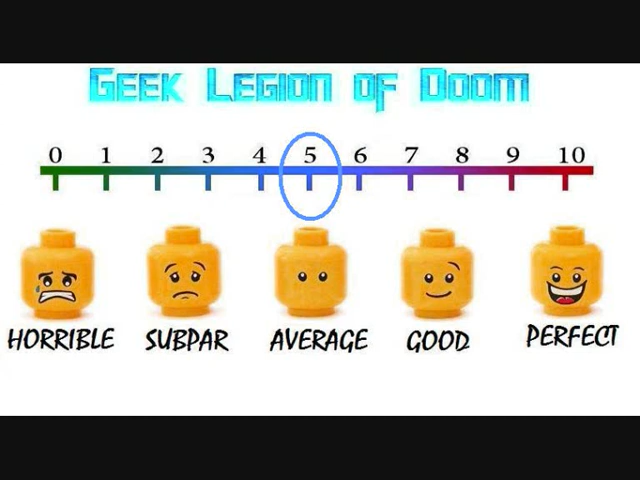 Geek Legion of Doom
0 1 2 3 4 5 6 7 8 9 10
HORRIBLE SUBPAR AVERAGE GOOD PERFECT